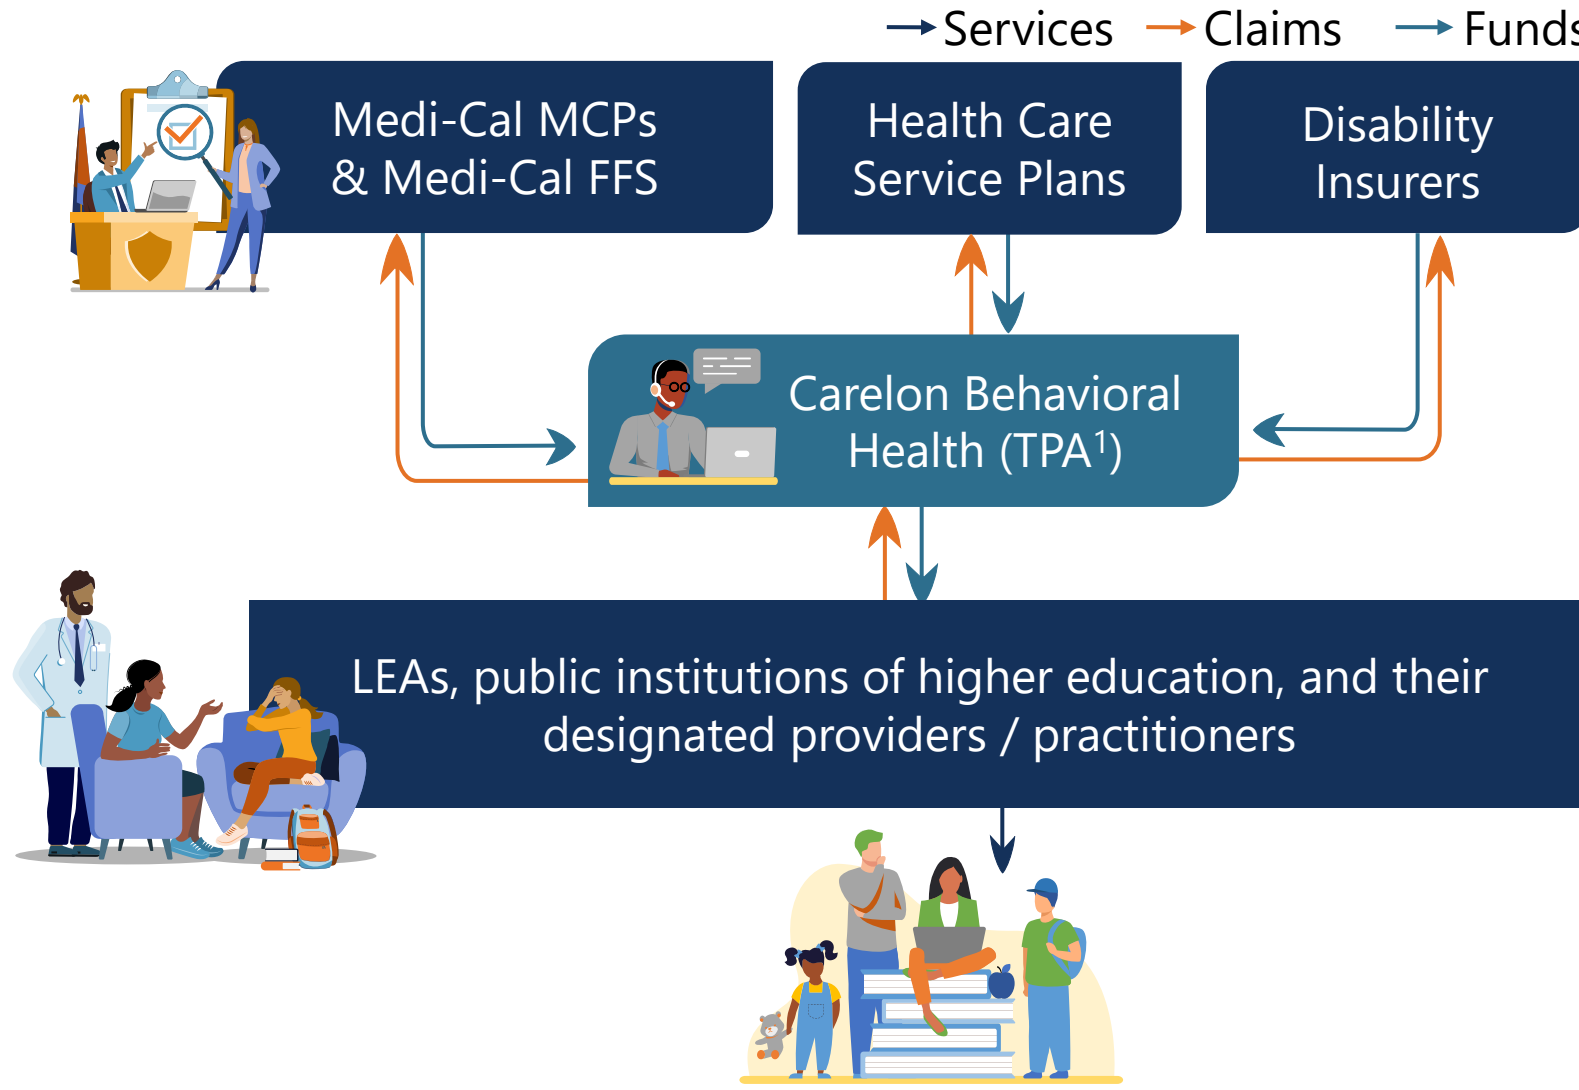 Services Claims Funds
Medi-Cal MCPs
& Medi-Cal FFS
Health Care
Service Plans
Disability
Insurers
Carelon Behavioral
Health (TPA¹)
LEAs, public institutions of higher education, and their
designated providers / practitioners